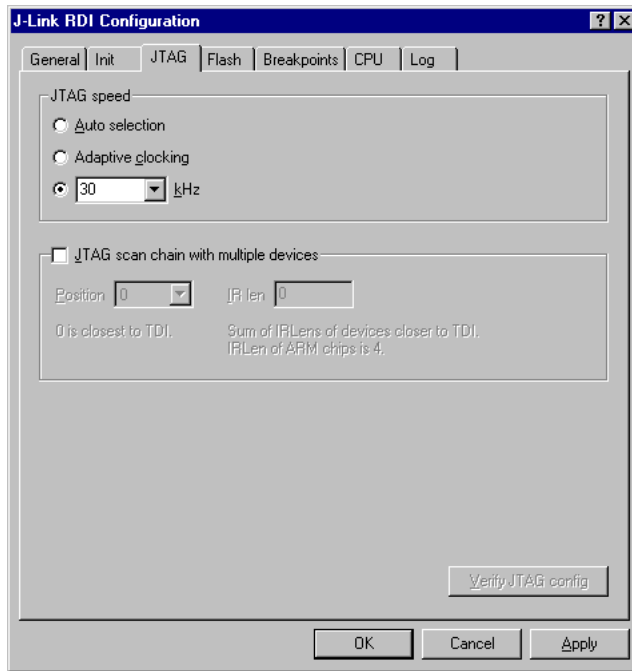 J-Link RDI Configuration
General Init JTAG Flash Breakpoints CPU Log
JTAG speed
Auto selection
Adaptive clocking
30 kHz
JTAG scan chain with multiple devices
Position 0 IR len 0
0 is closest to TDI. Sum of IRLens of devices closer to TDI.
IRLen of ARM chips is 4.
Verify JTAG config
OK Cancel Apply